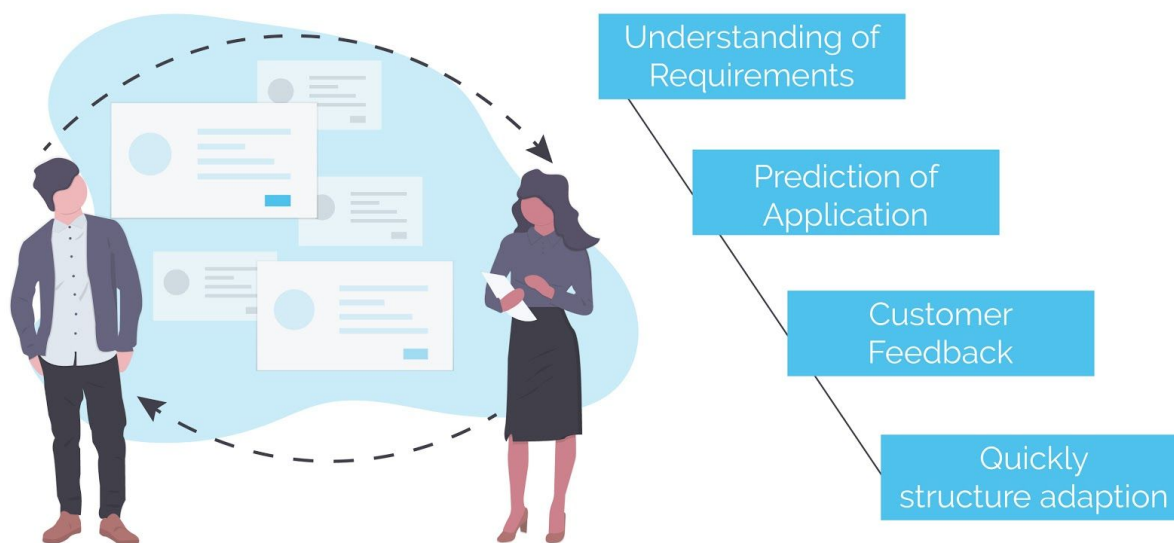 Understanding of
Requirements
Prediction of
Application
Customer
Feedback
Quickly
structure adaption